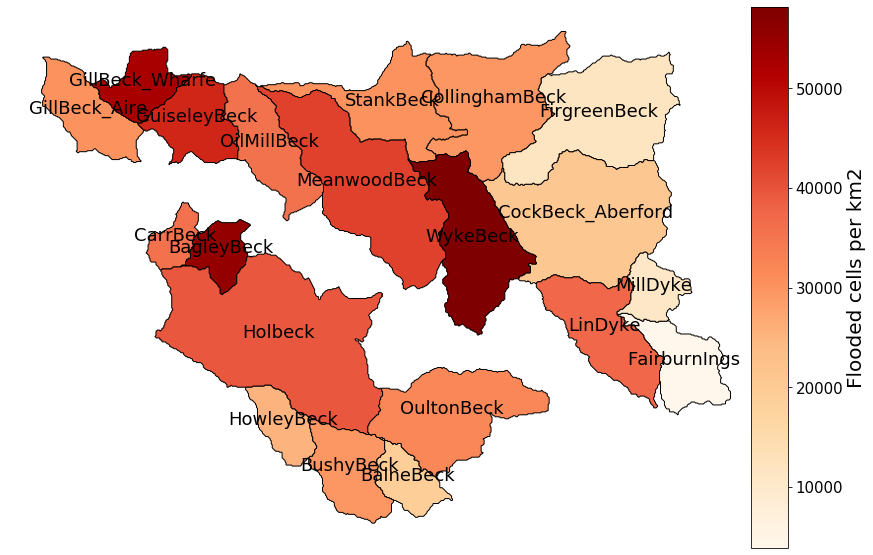 GillBeck_Wharfe
GillBeck_Aire
GuiseleyBeck
OilMillBeck
StankBeck
CollinghamBeck
FirgreenBeck
MeanwoodBeck
CockBeck_Aberford
WykeBeck
CarrBeck
BagleyBeck
MillDyke
Holbeck
LinDyke
FairburnIngs
OultonBeck
HowleyBeck
BushyBeck
BalneBeck
50000
40000
30000
20000
10000
Flooded cells per km2